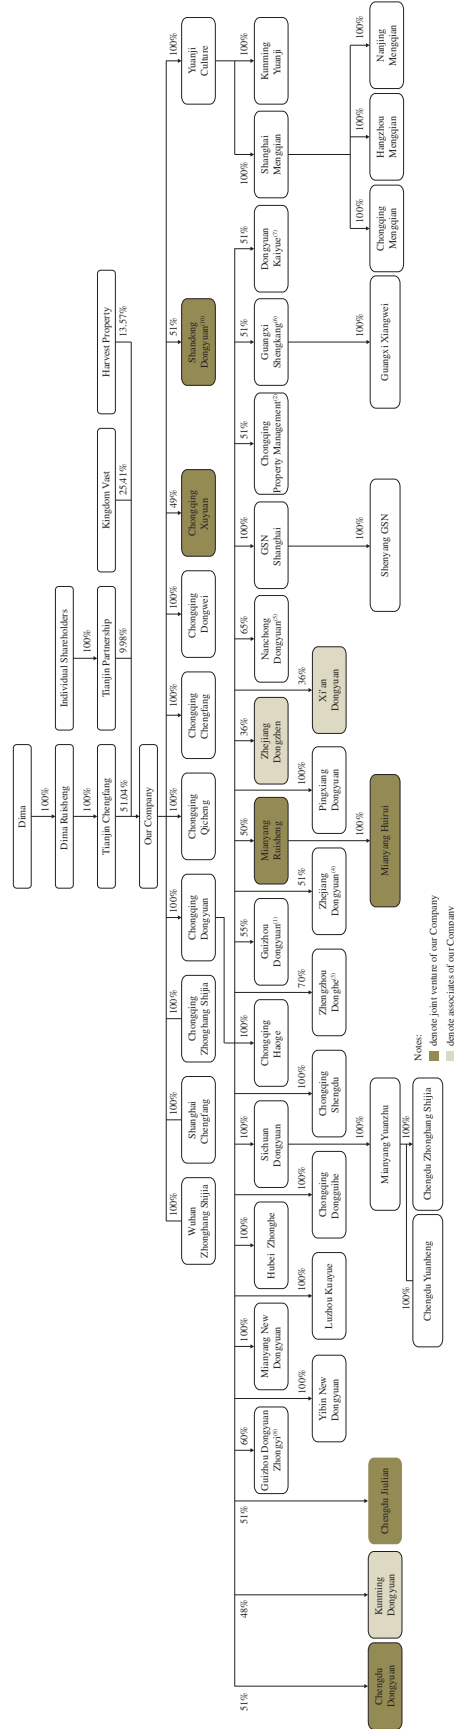 Dima
100%
Dima Ruisheng
Individual Shareholders
100%
100%
Tianjin Chengfang
Tianjin Partnership
Kingdom Vast
Harvest Property
51.04%
9.98%
25.41%
13.57%
Our Company
100%
100%
100%
100%
100%
100%
100%
49%
51%
100%
Wuhan
Zhonghang Shijia
Shanghai
Chengfang
Chongqing
Zhonghang Shijia
Chongqing
Dongyuan
Chongqing
Qicheng
Chongqing
Chengfang
Chongqing
Dongwei
Chongqing
Xuyuan
Shandong
Dongyuan(10)
Yuanji
Culture
51%
48%
51%
60%
100%
100%
100%
100%
55%
50%
36%
65%
100%
51%
51%
51%
100%
100%
Guizhou Dongyuan
Zhongyi(8)
Mianyang New
Dongyuan
Hubei Zhonghe
Sichuan
Dongyuan
Chongqing
Haoge
Guizhou
Dongyuan(1)
Mianyang
Ruisheng
Zhejiang
Dongzhen
Nanchong
Dongyuan(5)
GSN
Shanghai
Chongqing
Property Management(2)
Guangxi
Shengkang(6)
Dongyuan
Kaiyue(7)
Shanghai
Mengqian
Kunming
Yuanji
100%
100%
100%
100%
70%
51%
100%
36%
Yibin New
Dongyuan
Luzhou Kuayue
Chongqing
Dongguihe
Chongqing
Shengdu
Zhengzhou
Donghe(3)
Zhejiang
Dongyuan(4)
Pingxiang
Dongyuan
Xi'an
Dongyuan
100%
100%
100%
100%
100%
100%
100%
Chengdu
Dongyuan
Kunming
Dongyuan
Chengdu Jiulian
Mianyang Yuanzhu
Mianyang Huirui
Shenyang GSN
Guangxi Xiangwei
Chongqing
Mengqian
Hangzhou
Mengqian
Nanjing
Mengqian
100%
100%
Chengdu Yuanheng
Chengdu Zhonghang Shijia
Notes:
denote joint venture of our Company
denote associates of our Company